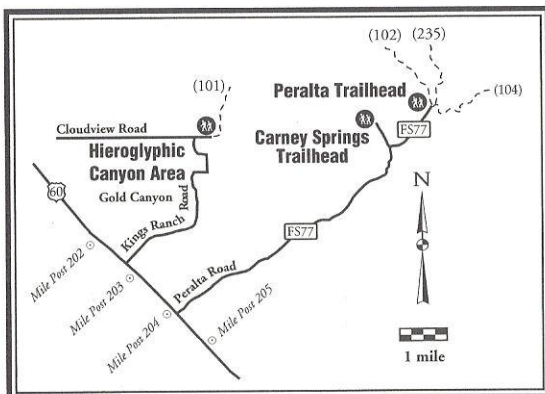 (102)
(235)
(101)
Peralta Trailhead
(104)
Cloudview Road
Carney Springs
Trailhead
FS77
Hieroglyphic
Canyon Area
60
Gold Canyon
Kings Ranch Road
N
FS77
Mile Post 202
Peralta Road
Mile Post 203
Mile Post 204
Mile Post 205
1 mile